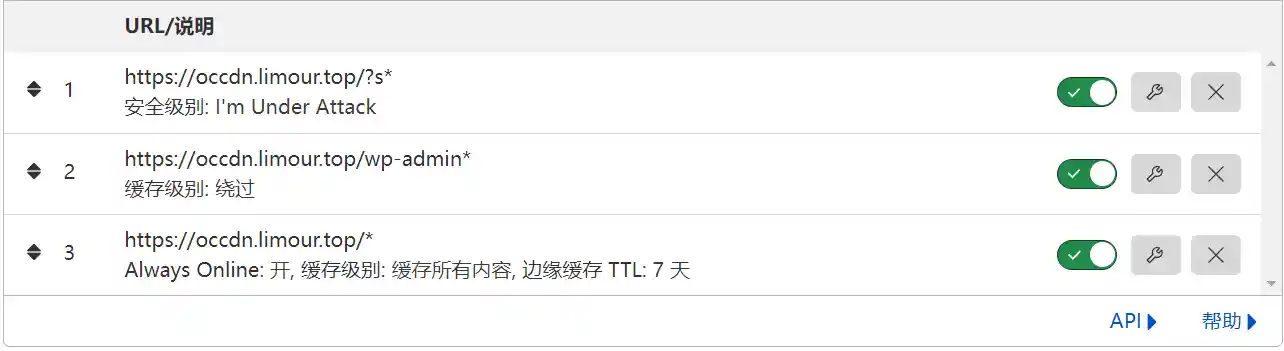 URL/说明
1
https://occdn.limour.top/?s*
安全级别: I'm Under Attack
2
https://occdn.limour.top/wp-admin*
缓存级别: 绕过
3
https://occdn.limour.top/*
Always Online: 开, 缓存级别: 缓存所有内容, 边缘缓存 TTL: 7 天
API
帮助